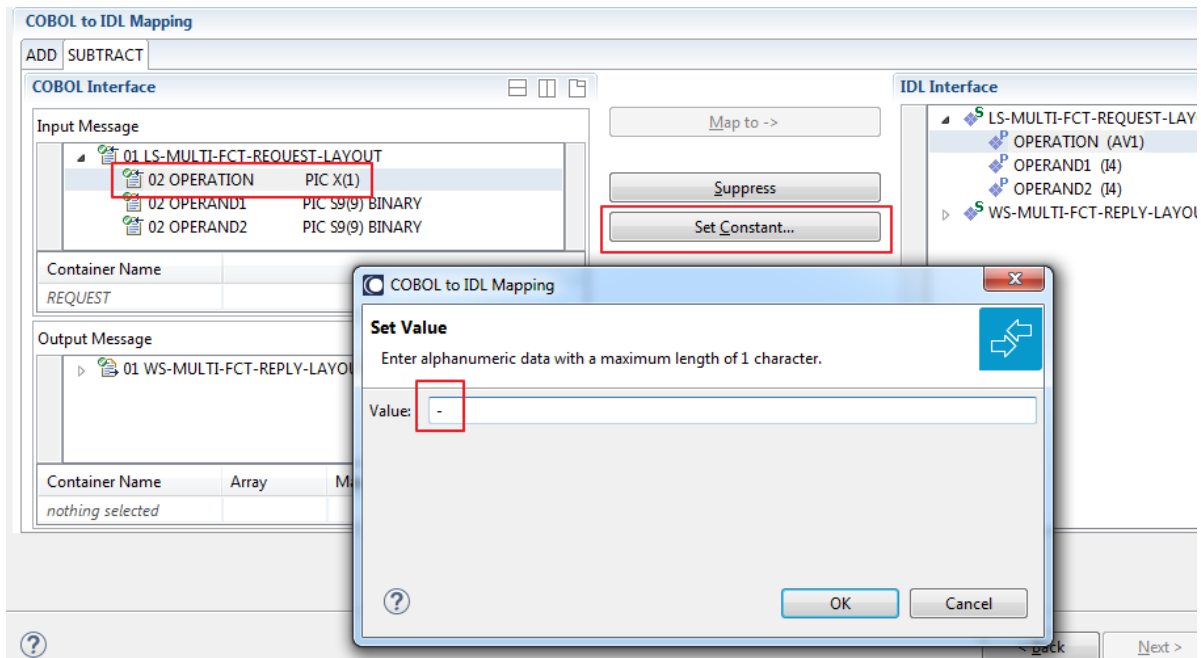 COBOL to IDL Mapping
ADD SUBTRACT
COBOL Interface
Input Message
01 LS-MULTI-FCT-REQUEST-LAYOUT
02 OPERATION PIC X(1)
02 OPERAND1 PIC S9(9) BINARY
02 OPERAND2 PIC S9(9) BINARY
Container Name
REQUEST
Output Message
01 WS-MULTI-FCT-REPLY-LAYOU
Container Name Array Ma
nothing selected
Map to ->
Suppress
Set Constant...
IDL Interface
S LS-MULTI-FCT-REQUEST-LAY
P OPERATION (AV1)
P OPERAND1 (I4)
P OPERAND2 (I4)
S WS-MULTI-FCT-REPLY-LAYOU
COBOL to IDL Mapping
x
Set Value
Enter alphanumeric data with a maximum length of 1 character.
Value: -
?
OK Cancel
?
< Back Next >